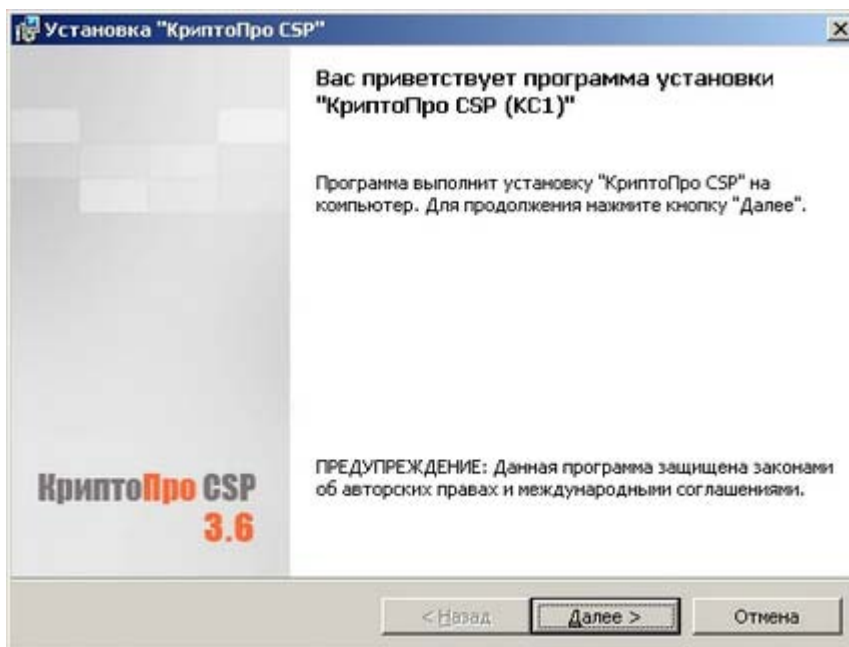 Установка "КриптоПро CSP"
Вас приветствует программа установки
"КриптоПро CSP (KC1)"
Программа выполнит установку "КриптоПро CSP" на
компьютер. Для продолжения нажмите кнопку "Далее".
КриптоПро CSP
3.6
ПРЕДУПРЕЖДЕНИЕ: Данная программа защищена законами
об авторских правах и международными соглашениями.
< Назад
Далее >
Отмена